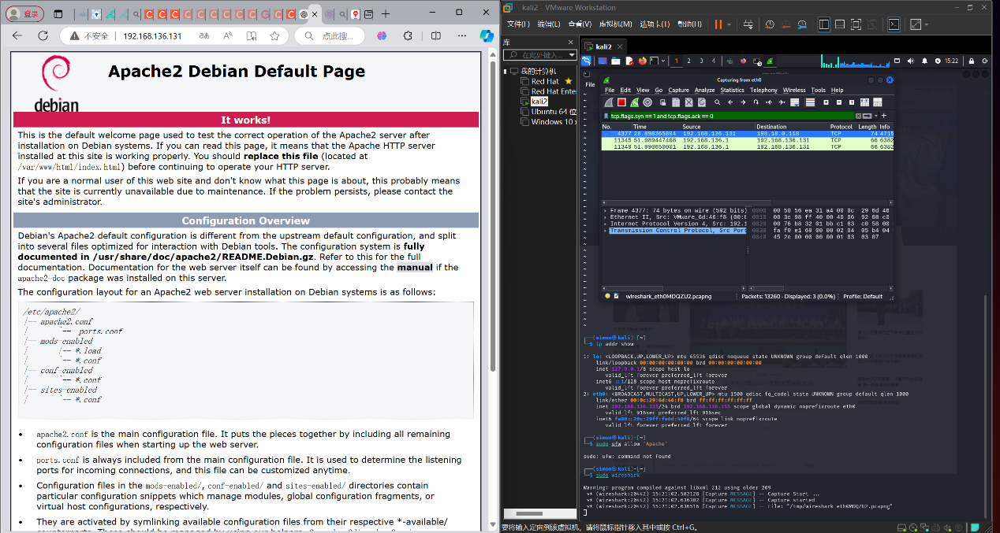 登录
不安全
192.168.136.131
点此搜...
debian
Apache2 Debian Default Page
It works!
This is the default welcome page used to test the correct operation of the Apache2 server after
installation on Debian systems. If you can read this page, it means that the Apache HTTP server
installed at this site is working properly. You should replace this file (located at
/var/www/html/index.html) before continuing to operate your HTTP server.
If you are a normal user of this web site and don't know what this page is about, this probably means
that the site is currently unavailable due to maintenance. If the problem persists, please contact the
site's administrator.
Configuration Overview
Debian's Apache2 default configuration is different from the upstream default configuration, and split
into several files optimized for interaction with Debian tools. The configuration system is fully
documented in /usr/share/doc/apache2/README.Debian.gz. Refer to this for the full
documentation. Documentation for the web server itself can be found by accessing the manual if the
apache2-doc package was installed on this server.
The configuration layout for an Apache2 web server installation on Debian systems is as follows:
/etc/apache2/
|-- apache2.conf
|       `-- ports.conf
|-- mods-enabled
|       |-- *.load
|       `-- *.conf
|-- conf-enabled
|       `-- *.conf
|-- sites-enabled
|       `-- *.conf
• apache2.conf is the main configuration file. It puts the pieces together by including all remaining
configuration files when starting up the web server.
• ports.conf is always included from the main configuration file. It is used to determine the listening
ports for incoming connections, and this file can be customized anytime.
• Configuration files in the mods-enabled/, conf-enabled/ and sites-enabled/ directories contain
particular configuration snippets which manage modules, global configuration fragments, or
virtual host configurations, respectively.
• They are activated by symlinking available configuration files from their respective *-available/
kali2 - VMware Workstation
文件(F) 编辑(E) 查看(V) 虚拟机(M) 选项卡(T) 帮助(H)
库
在此处键入...
我的计算机
Red Hat
Red Hat Ente
kali2
Ubuntu 64 位
Windows 10 x
kali2
1 2 3 4
15:22
File
Capturing from eth0
File Edit View Go Capture Analyze Statistics Telephony Wireless Tools Help
tcp.flags.syn == 1 and tcp.flags.ack == 0
No. Time Source Destination Protocol Length Info
4377 28.898365804 192.168.136.131 198.18.0.118 TCP 74 4715
11345 51.989447468 192.168.136.1 192.168.136.131 TCP 66 6382
11349 51.990650001 192.168.136.1 192.168.136.131 TCP 66 6382
Frame 4377: 74 bytes on wire (592 bits)
Ethernet II, Src: VMware_6d:46:f8 (00:
Internet Protocol Version 4, Src: 192.1
Transmission Control Protocol, Src Port
0000 00 50 56 ea 31 a4 00 0c 29 6d 46
0010 00 3c 98 ff 40 00 40 06 92 08 c0
0020 00 76 b8 32 01 bb c1 63 c0 58 00
0030 fa f0 e1 69 00 00 02 04 05 b4 04
0040 45 2e 00 00 00 00 01 03 03 07
wireshark_eth0MDQZU2.pcapng
Packets: 13260 · Displayed: 3 (0.0%)
Profile: Default
(simon㉿kali)-[~]
$ ip addr show
1: lo: <LOOPBACK,UP,LOWER_UP> mtu 65536 qdisc noqueue state UNKNOWN group default qlen 1000
link/loopback 00:00:00:00:00:00 brd 00:00:00:00:00:00
inet 127.0.0.1/8 scope host lo
valid_lft forever preferred_lft forever
inet6 ::1/128 scope host noprefixroute
valid_lft forever preferred_lft forever
2: eth0: <BROADCAST,MULTICAST,UP,LOWER_UP> mtu 1500 qdisc fq_codel state UNKNOWN group default qlen 1000
link/ether 00:0c:29:6d:46:f8 brd ff:ff:ff:ff:ff:ff
inet 192.168.136.131/24 brd 192.168.136.255 scope global dynamic noprefixroute eth0
valid_lft 916sec preferred_lft 916sec
inet6 fe80::20c:29ff:fe6d:46f8/64 scope link noprefixroute
valid_lft forever preferred_lft forever
(simon㉿kali)-[~]
$ sudo ufw allow 'Apache'
sudo: ufw: command not found
(simon㉿kali)-[~]
$ sudo wireshark
Warning: program compiled against libxml 212 using older 209
** (wireshark:20442) 15:21:02.582128 [Capture MESSAGE] -- Capture Start ...
** (wireshark:20442) 15:21:02.636382 [Capture MESSAGE] -- Capture started
** (wireshark:20442) 15:21:02.636516 [Capture MESSAGE] -- File: "/tmp/wireshark_eth0MDQZU2.pcapng"
要将输入定向到该虚拟机，请将鼠标指针移入其中或按 Ctrl+G。